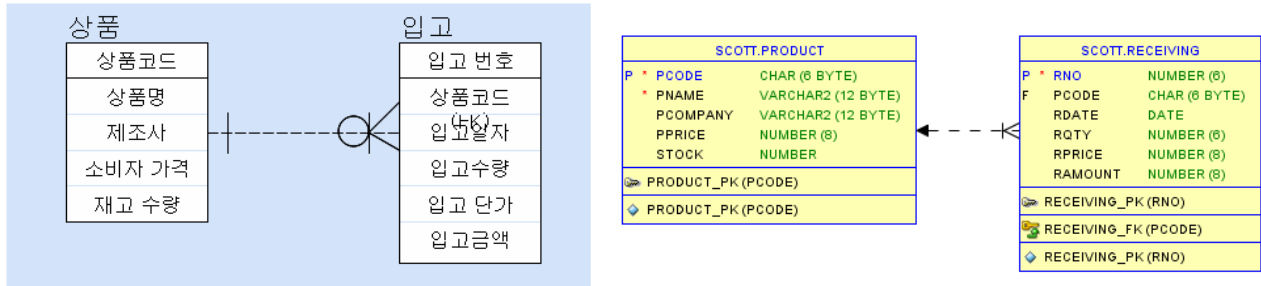 상품
상품코드
상품명
제조사
소비자 가격
재고 수량
입고
입고 번호
상품코드
(FK)
입고일자
입고수량
입고 단가
입고금액
SCOTT.PRODUCT
P * PCODE CHAR (6 BYTE)
* PNAME VARCHAR2 (12 BYTE)
PCOMPANY VARCHAR2 (12 BYTE)
PPRICE NUMBER (8)
STOCK NUMBER
PRODUCT_PK (PCODE)
PRODUCT_PK (PCODE)
SCOTT.RECEIVING
P * RNO NUMBER (6)
F PCODE CHAR (6 BYTE)
RDATE DATE
RQTY NUMBER (6)
RPRICE NUMBER (8)
RAMOUNT NUMBER (8)
RECEIVING_PK (RNO)
RECEIVING_FK (PCODE)
RECEIVING_PK (RNO)